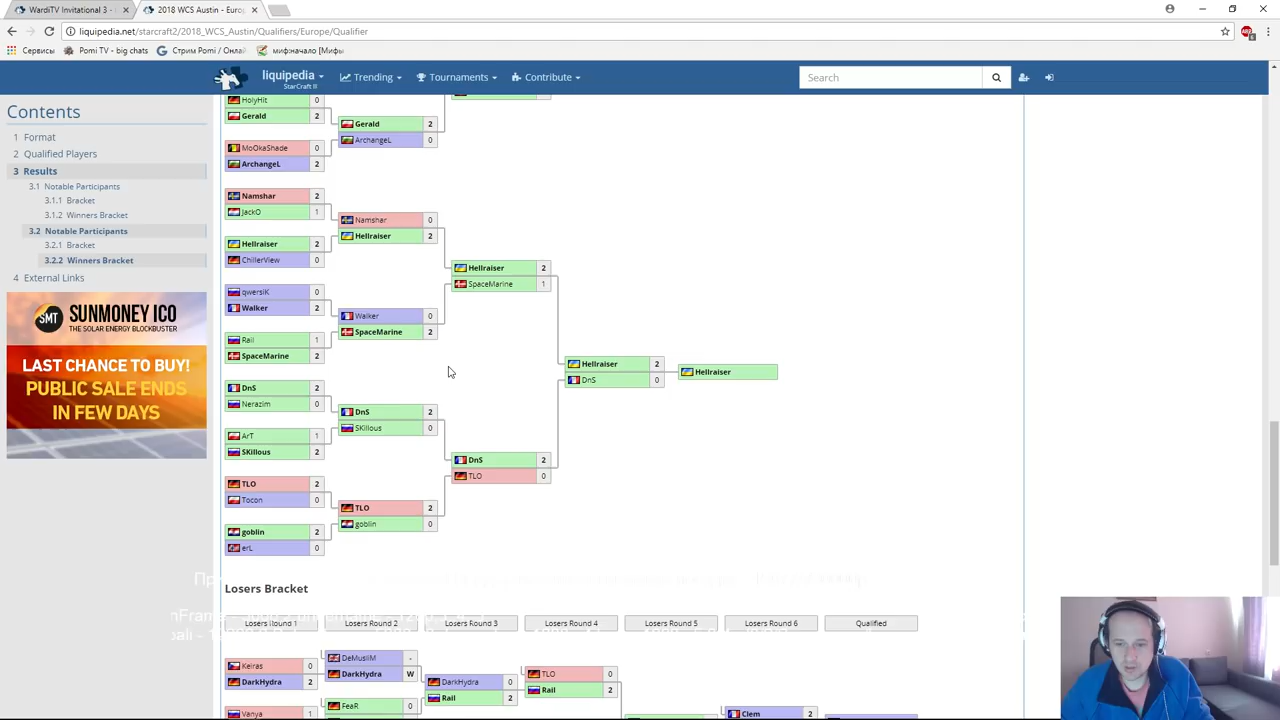 WardiTV Invitational 3 -
2018 WCS Austin - Europ
liquipedia.net/starcraft2/2018_WCS_Austin/Qualifiers/Europe/Qualifier
Сервисы
Pomi TV - big chats
Стрим Pomi / Онлай
миф|начало [Мифы
liquipedia
StarCraft II
Trending
Tournaments
Contribute
Search
Contents
1 Format
2 Qualified Players
3 Results
3.1 Notable Participants
3.1.1 Bracket
3.1.2 Winners Bracket
3.2 Notable Participants
3.2.1 Bracket
3.2.2 Winners Bracket
4 External Links
SUNMONEY ICO
SMT
THE SOLAR ENERGY BLOCKBUSTER
LAST CHANCE TO BUY!
PUBLIC SALE ENDS
IN FEW DAYS
HolyHit 0
Gerald 2
MoOkaShade 0
ArchangeL 2
Namshar 2
JackO 1
Hellraiser 2
ChillerView 0
qwersiK 0
Walker 2
Rail 1
SpaceMarine 2
DnS 2
Nerazim 0
ArT 1
SKillous 2
TLO 2
Tocon 0
goblin 2
erL 0
Gerald 2
ArchangeL 0
Namshar 0
Hellraiser 2
Walker 0
SpaceMarine 2
DnS 2
SKillous 0
TLO 2
goblin 0
Hellraiser 2
SpaceMarine 1
DnS 2
TLO 0
Hellraiser 2
DnS 0
Hellraiser
Losers Bracket
Losers Round 1
Losers Round 2
Losers Round 3
Losers Round 4
Losers Round 5
Losers Round 6
Qualified
Keiras 0
DarkHydra 2
Vanya 1
DeMusliM -
DarkHydra W
FeaR 0
DarkHydra 0
Rail 2
TLO 0
Rail 2
Clem 2